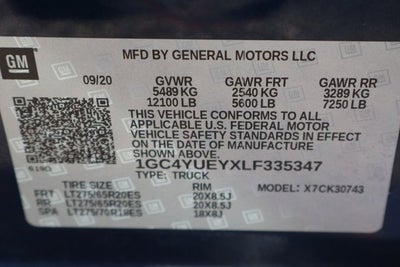 GM
MFD BY GENERAL MOTORS LLC
09/20 GVWR GAWR FRT GAWR RR
5489 KG 2540 KG 3289 KG
12100 LB 5600 LB 7250 LB
THIS VEHICLE CONFORMS TO ALL
APPLICABLE U.S. FEDERAL MOTOR
VEHICLE SAFETY STANDARDS IN EFFECT
ON THE DATE OF MANUFACTURE
SHOWN ABOVE.
1GC4YUEYXLF335347
TYPE: TRUCK
TIRE SIZE RIM MODEL: X7CK30743
FRT LT275/65R20ES 20X8.5J
RR LT275/65R20ES 20X8.5J
SPA LT275/70R18ES 18X8J